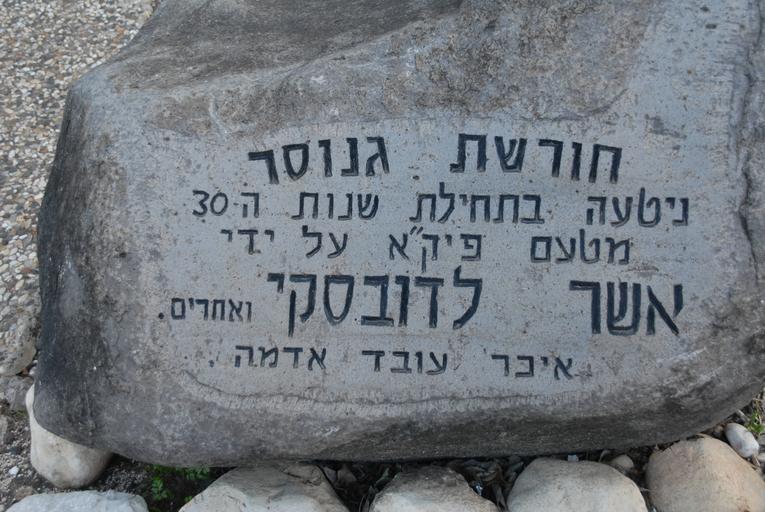 חורשת גנוסר
ניטעה בתחילת שנות ה-30
מטעם פיק"א על ידי
אשר לדובסקי ואחרים.
איכר עובד אדמה